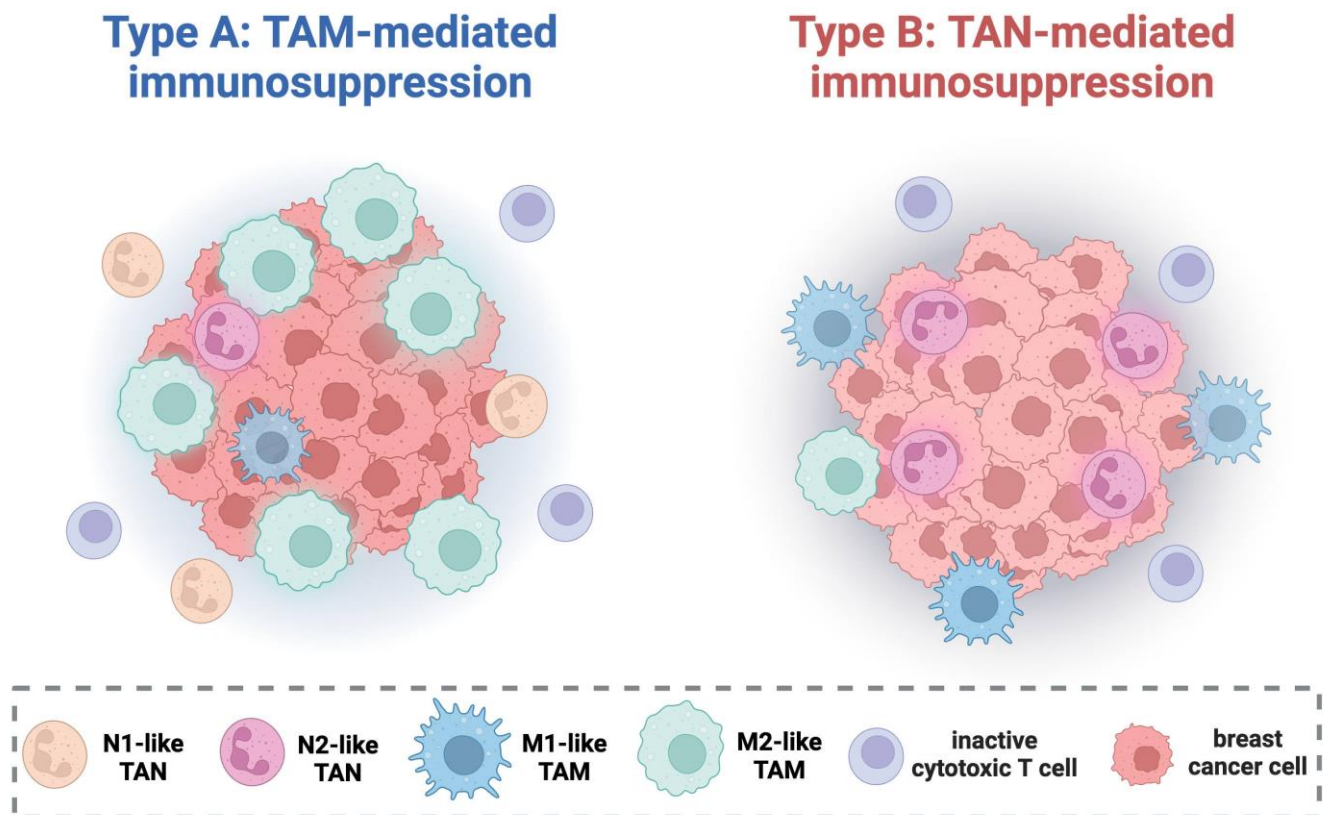 Type A: TAM-mediated
immunosuppression
Type B: TAN-mediated
immunosuppression
N1-like
TAN
N2-like
TAN
M1-like
TAM
M2-like
TAM
inactive
cytotoxic T cell
breast
cancer cell